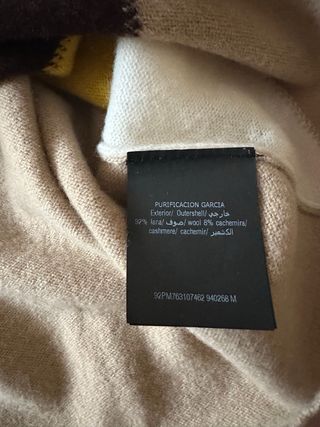 PURIFICACION GARCIA
Exterior/ Outershell/ خارجي/
92% lana/ صوف/ wool 8% cachemira/
cashmere/ cachemir/ الكشمير
92PM763107462 940268 M